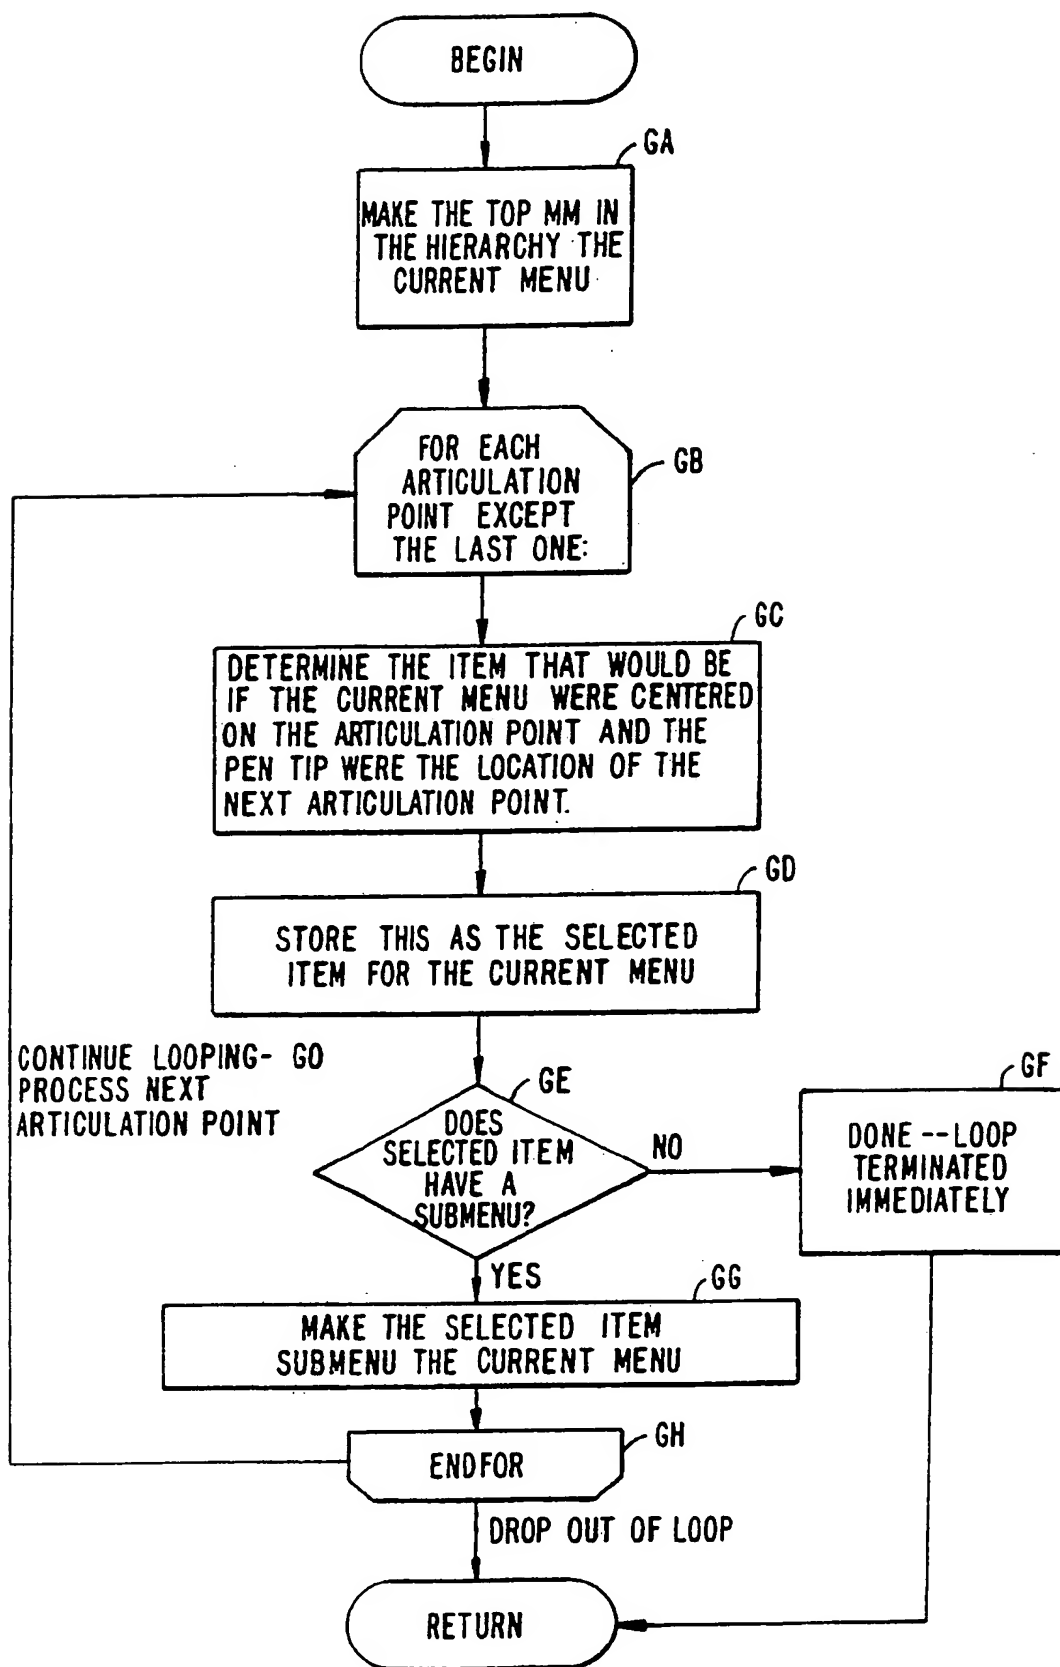 BEGIN
GA
MAKE THE TOP MM IN
THE HIERARCHY THE
CURRENT MENU
FOR EACH
ARTICULATION
POINT EXCEPT
THE LAST ONE:
GB
GC
DETERMINE THE ITEM THAT WOULD BE
IF THE CURRENT MENU WERE CENTERED
ON THE ARTICULATION POINT AND THE
PEN TIP WERE THE LOCATION OF THE
NEXT ARTICULATION POINT.
GD
STORE THIS AS THE SELECTED
ITEM FOR THE CURRENT MENU
CONTINUE LOOPING- GO
PROCESS NEXT
ARTICULATION POINT
GE
DOES
SELECTED ITEM
HAVE A
SUBMENU?
NO
GF
DONE -- LOOP
TERMINATED
IMMEDIATELY
YES
GG
MAKE THE SELECTED ITEM
SUBMENU THE CURRENT MENU
GH
ENDFOR
DROP OUT OF LOOP
RETURN